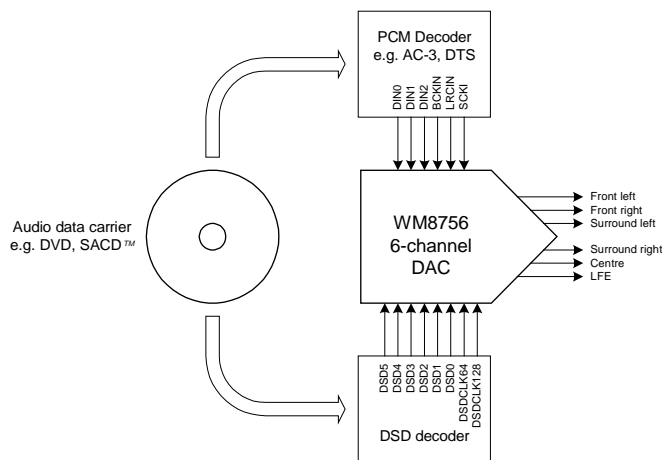 PCM Decoder
e.g. AC-3, DTS
DIN0
DIN1
DIN2
BCKIN
LRCIN
SCKI
Audio data carrier
e.g. DVD, SACD™
WM8756
6-channel
DAC
Front left
Front right
Surround left
Surround right
Centre
LFE
DSD5
DSD4
DSD3
DSD2
DSD1
DSD0
DSDCLK64
DSDCLK128
DSD decoder